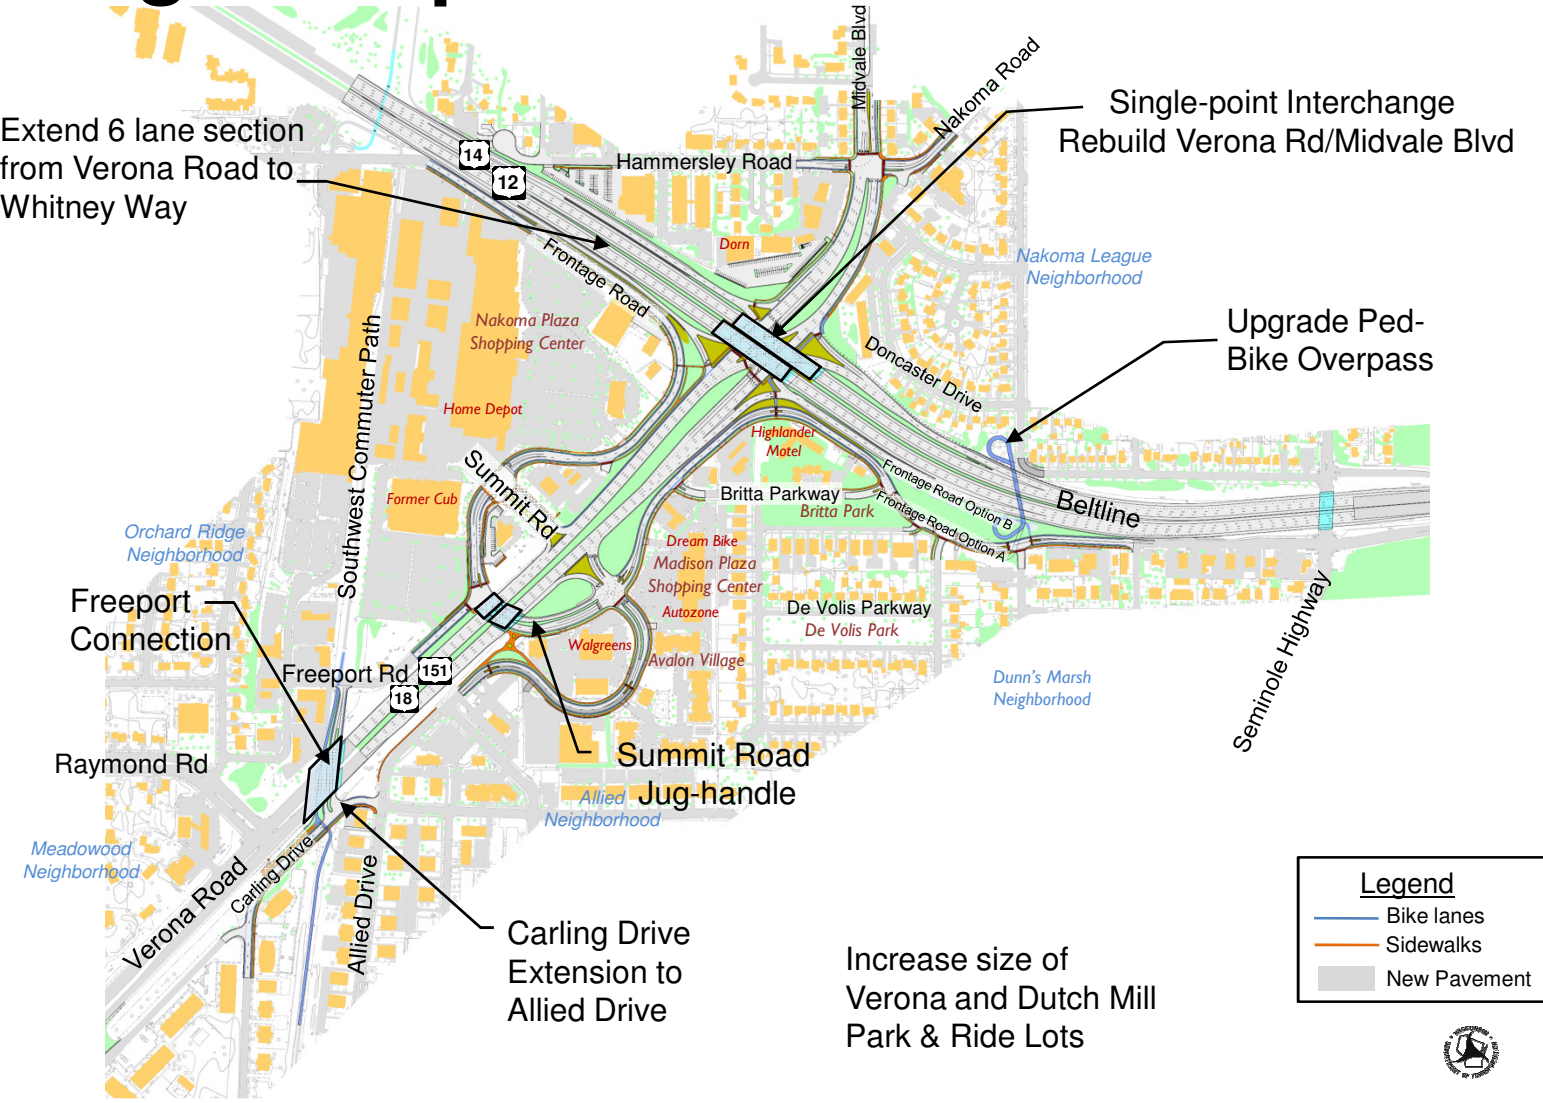 Midvale Blvd
Nakoma Road
Single-point Interchange
Rebuild Verona Rd/Midvale Blvd
Extend 6 lane section
from Verona Road to
Whitney Way
14
12
Hammersley Road
Dorn
Frontage Road
Nakoma League
Neighborhood
Nakoma Plaza
Shopping Center
Upgrade Ped-
Bike Overpass
Doncaster Drive
Home Depot
Southwest Commuter Path
Highlander
Motel
Summit Rd
Former Cub
Britta Parkway
Britta Park
Frontage Road Option B
Frontage Road Option A
Beltline
Orchard Ridge
Neighborhood
Dream Bike
Madison Plaza
Shopping Center
Autozone
De Volis Parkway
De Volis Park
Freeport
Connection
Walgreens
Avalon Village
Freeport Rd
151
18
Dunn's Marsh
Neighborhood
Seminole Highway
Raymond Rd
Summit Road
Jug-handle
Allied
Neighborhood
Meadowood
Neighborhood
Verona Road
Carling Drive
Allied Drive
Carling Drive
Extension to
Allied Drive
Increase size of
Verona and Dutch Mill
Park & Ride Lots
Legend
Bike lanes
Sidewalks
New Pavement